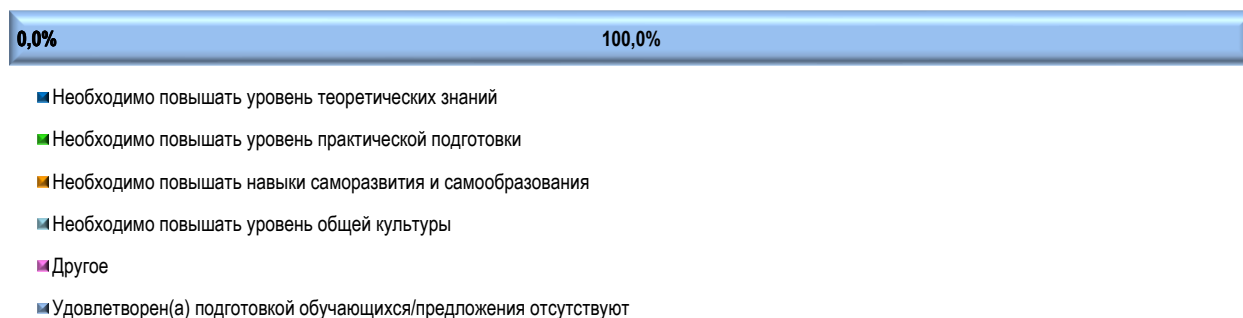 0,0% 100,0%
Необходимо повышать уровень теоретических знаний
Необходимо повышать уровень практической подготовки
Необходимо повышать навыки саморазвития и самообразования
Необходимо повышать уровень общей культуры
Другое
Удовлетворен(а) подготовкой обучающихся/предложения отсутствуют